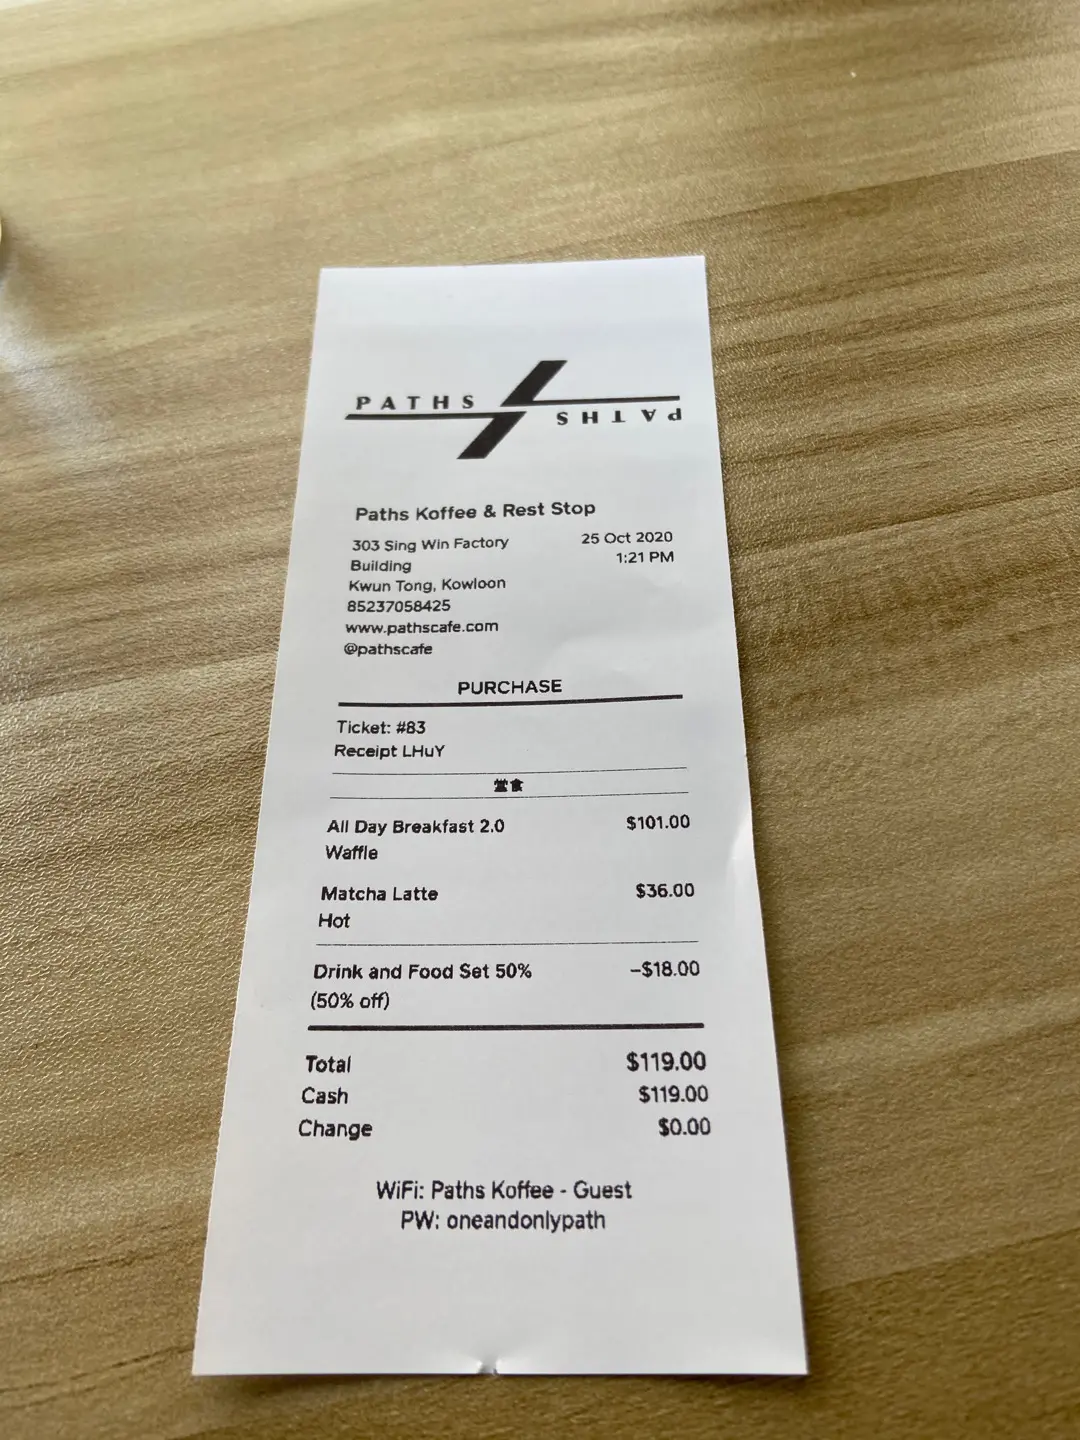 PATHS
PATHS
Paths Koffee & Rest Stop
303 Sing Win Factory
Building
Kwun Tong, Kowloon
85237058425
www.pathscafe.com
@pathscafe
25 Oct 2020
1:21 PM
PURCHASE
Ticket: #83
Receipt LHuY
堂食
All Day Breakfast 2.0 $101.00
Waffle
Matcha Latte $36.00
Hot
Drink and Food Set 50% -$18.00
(50% off)
Total $119.00
Cash $119.00
Change $0.00
WiFi: Paths Koffee - Guest
PW: oneandonlypath